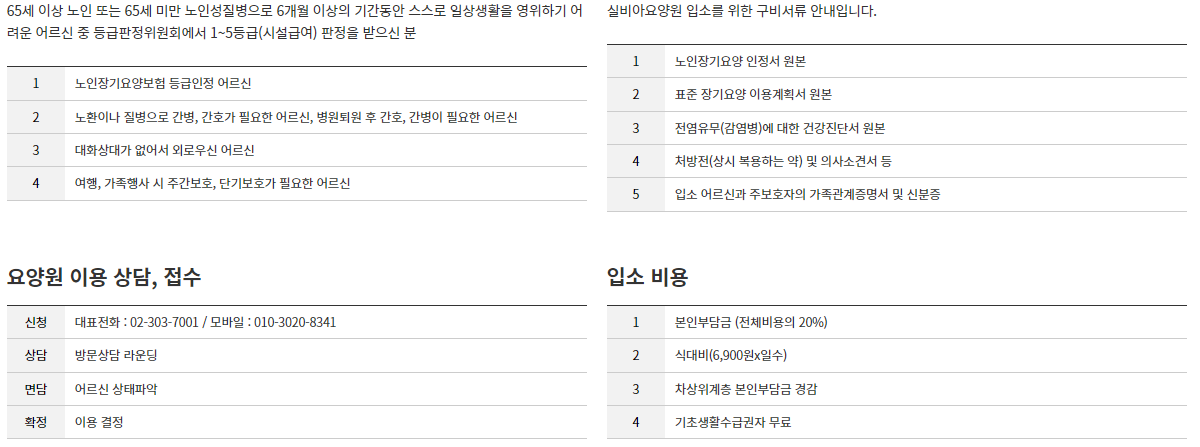 65세 이상 노인 또는 65세 미만 노인성질병으로 6개월 이상의 기간동안 스스로 일상생활을 영위하기 어
려운 어르신 중 등급판정위원회에서 1~5등급(시설급여) 판정을 받으신 분
1 노인장기요양보험 등급인정 어르신
2 노환이나 질병으로 간병, 간호가 필요한 어르신, 병원퇴원 후 간호, 간병이 필요한 어르신
3 대화상대가 없어서 외로우신 어르신
4 여행, 가족행사 시 주간보호, 단기보호가 필요한 어르신
실비아요양원 입소를 위한 구비서류 안내입니다.
1 노인장기요양 인정서 원본
2 표준 장기요양 이용계획서 원본
3 전염유무(감염병)에 대한 건강진단서 원본
4 처방전(상시 복용하는 약) 및 의사소견서 등
5 입소 어르신과 주보호자의 가족관계증명서 및 신분증
요양원 이용 상담, 접수
신청 대표전화 : 02-303-7001 / 모바일 : 010-3020-8341
상담 방문상담 라운딩
면담 어르신 상태파악
확정 이용 결정
입소 비용
1 본인부담금 (전체비용의 20%)
2 식대비(6,900원x일수)
3 차상위계층 본인부담금 경감
4 기초생활수급권자 무료